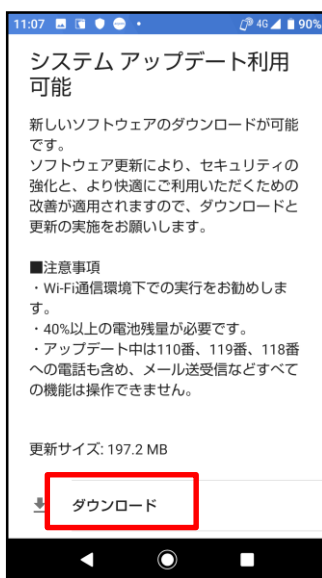 11:07 4G 90%
システム アップデート利用
可能
新しいソフトウェアのダウンロードが可能
です。
ソフトウェア更新により、セキュリティの
強化と、より快適にご利用いただくための
改善が適用されますので、ダウンロードと
更新の実施をお願いします。
■注意事項
・Wi-Fi通信環境下での実行をお勧めしま
す。
・40%以上の電池残量が必要です。
・アップデート中は110番、119番、118番
への電話も含め、メール送受信などすべて
の機能は操作できません。
更新サイズ: 197.2 MB
ダウンロード